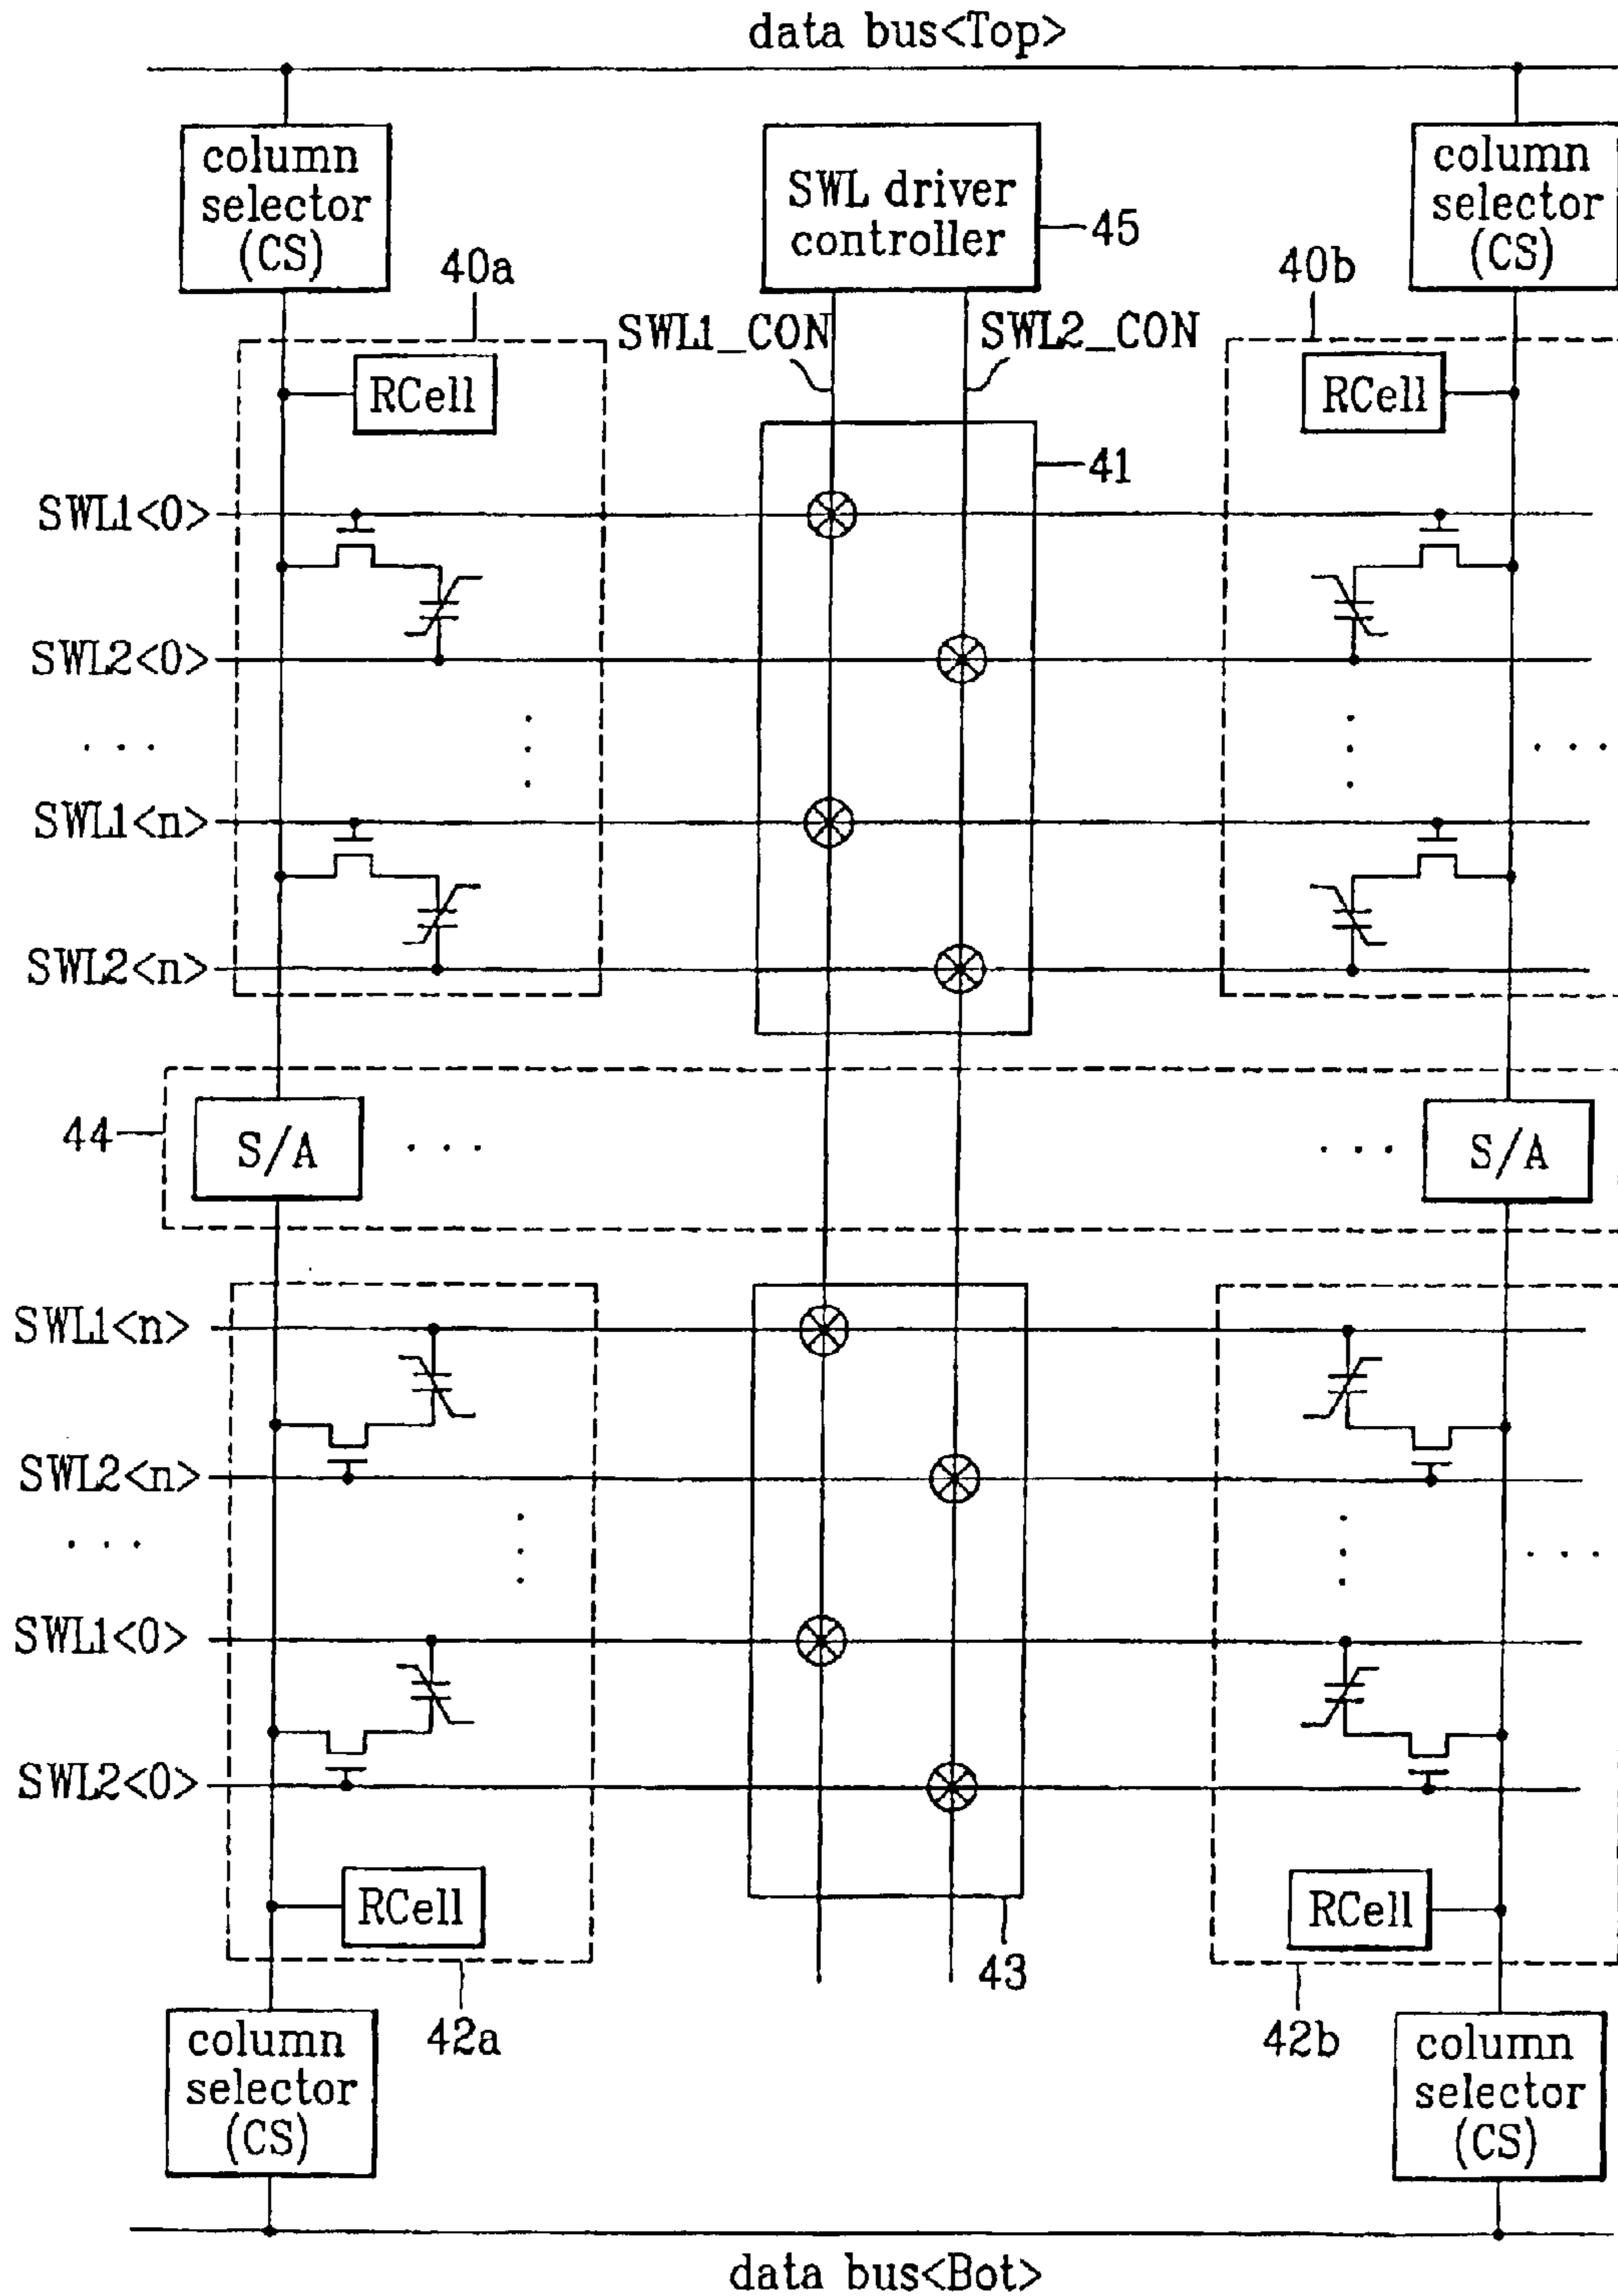 data bus<Top>
column
selector
(CS)
SWL driver
controller
45
column
selector
(CS)
40a
40b
SWL1_CON
SWL2_CON
RCell
RCell
41
SWL1<0>
SWL2<0>
. . .
. . .
SWL1<n>
SWL2<n>
44
S/A
. . .
. . .
S/A
SWL1<n>
SWL2<n>
. . .
. . .
SWL1<0>
SWL2<0>
RCell
RCell
43
42a
42b
column
selector
(CS)
column
selector
(CS)
data bus<Bot>